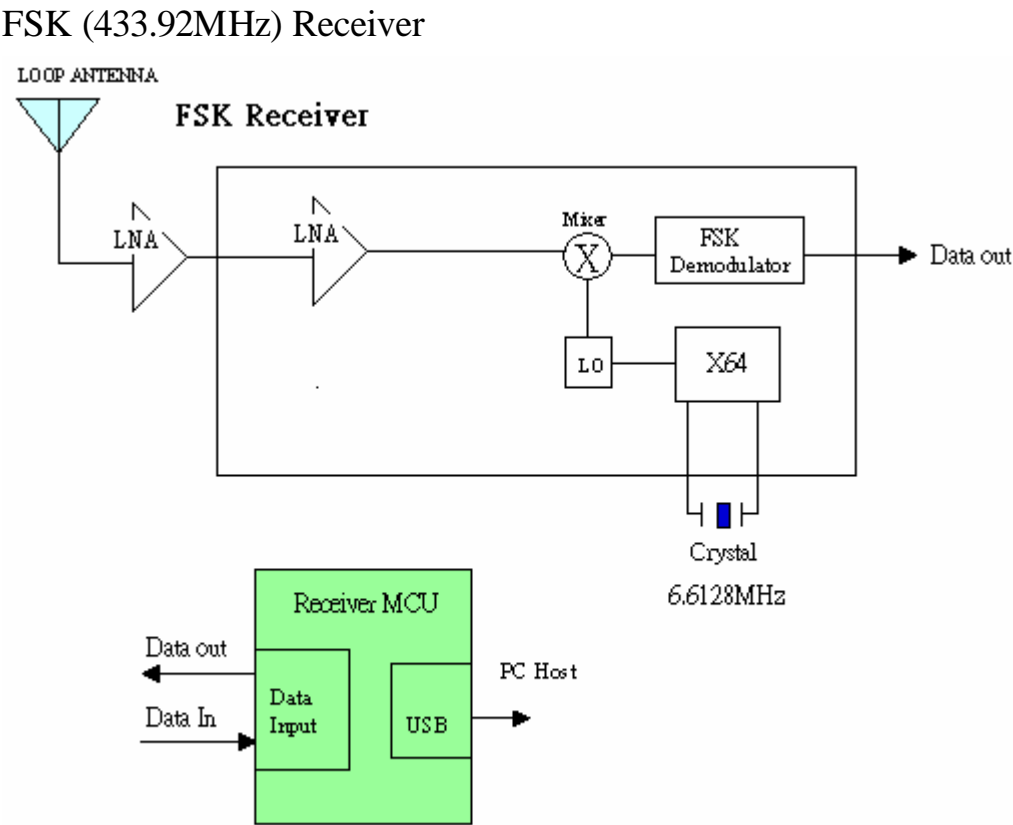 FSK (433.92MHz) Receiver
LOOP ANTENNA
FSK Receiver
LNA
LNA
Mixer
X
FSK
Demodulator
Data out
LO
X64
Crystal
6.6128MHz
Receiver MCU
Data out
Data In
Data
Input
USB
PC Host